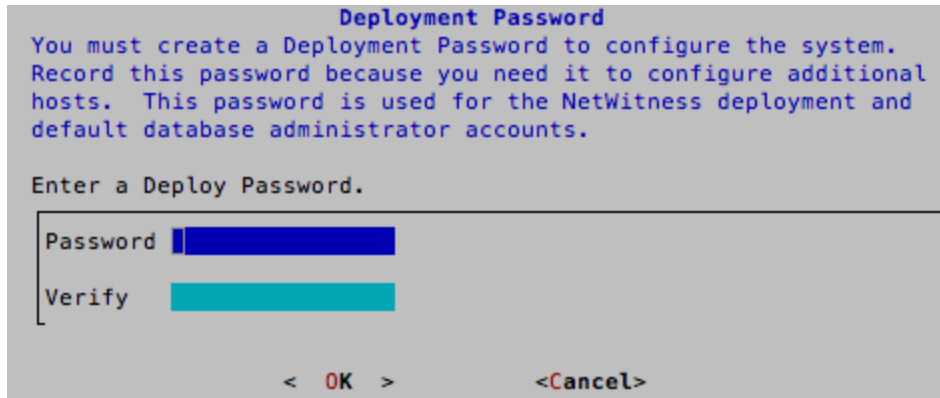 Deployment Password
You must create a Deployment Password to configure the system.
Record this password because you need it to configure additional
hosts.  This password is used for the NetWitness deployment and
default database administrator accounts.
Enter a Deploy Password.
Password
Verify
<  OK  >             <Cancel>